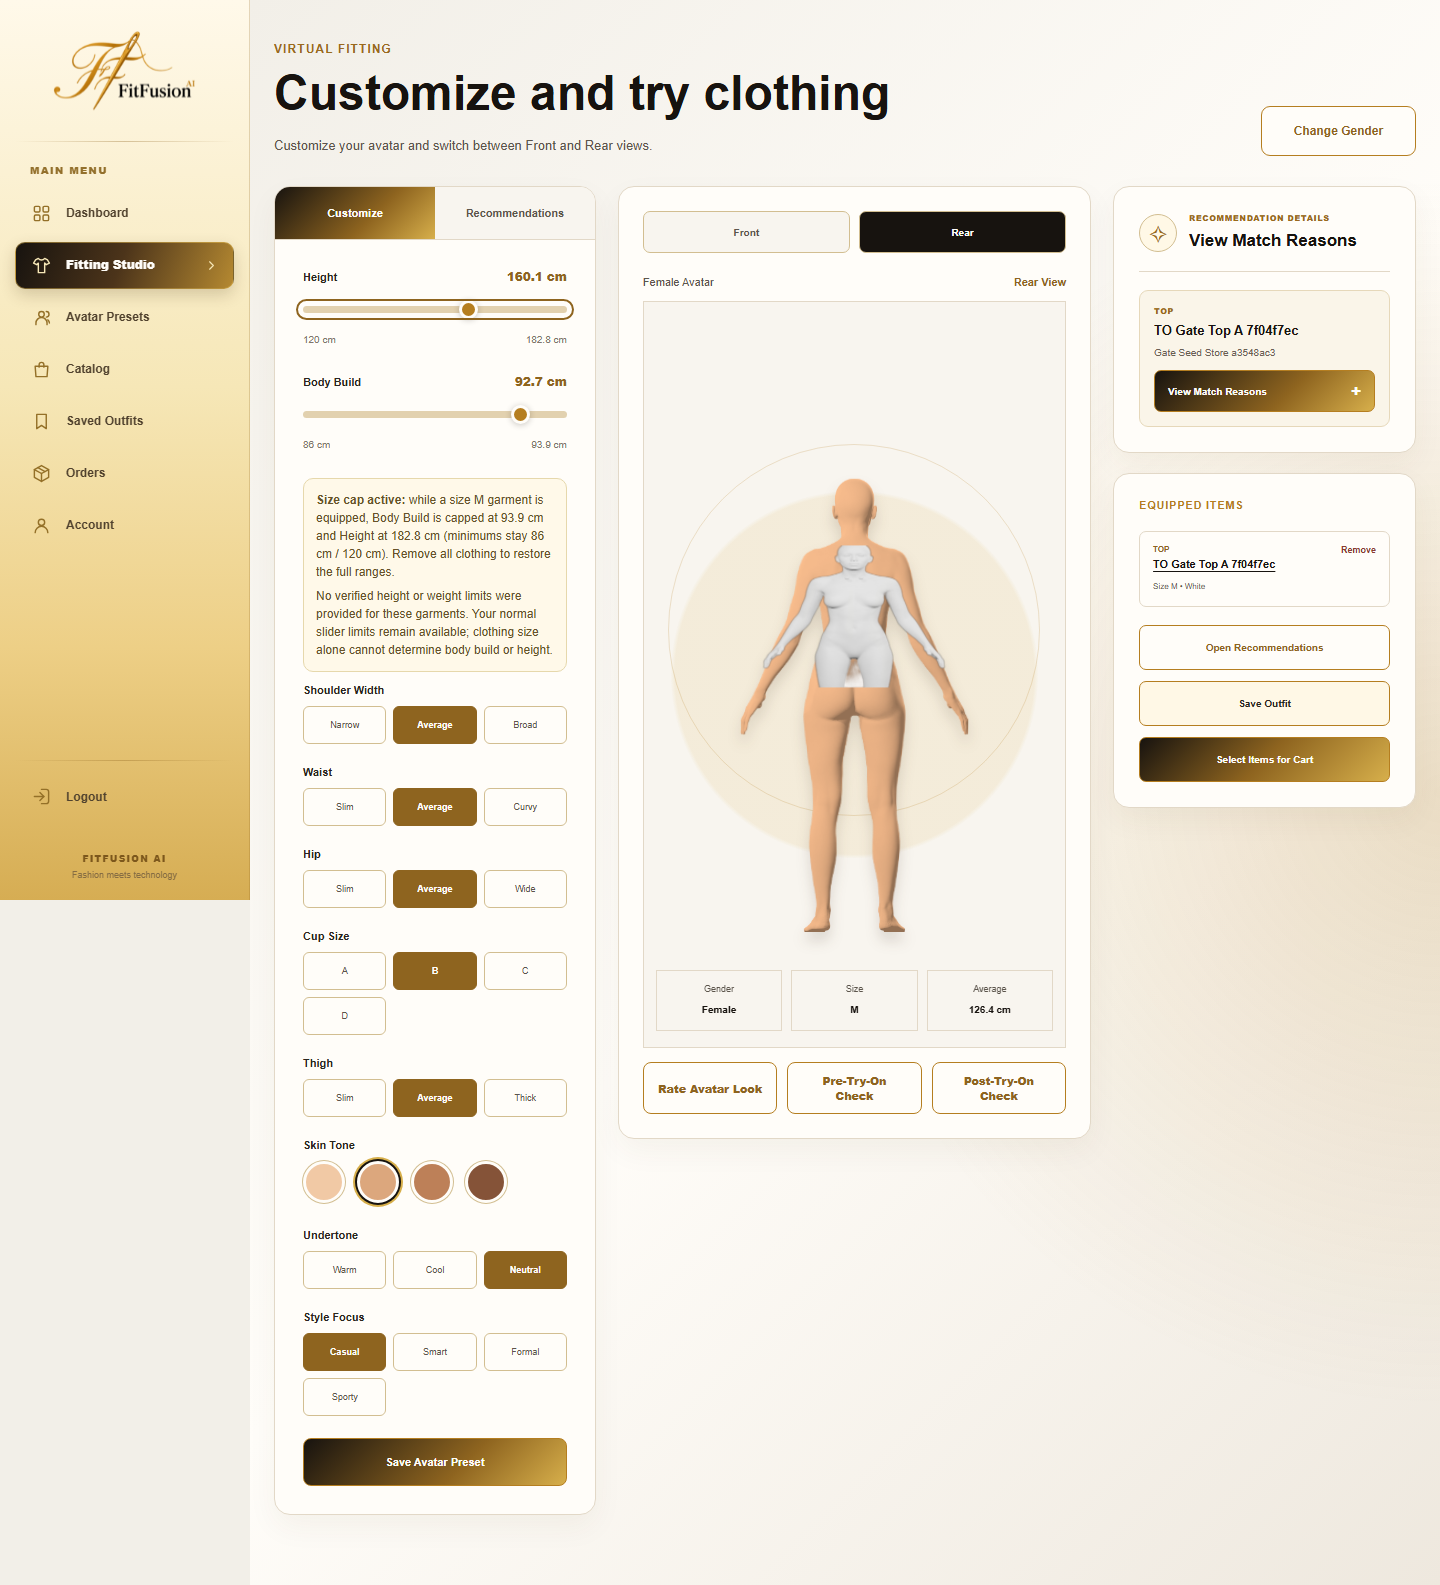 FitFusion AI
MAIN MENU
Dashboard
Fitting Studio
Avatar Presets
Catalog
Saved Outfits
Orders
Account
Logout
FITFUSION AI
Fashion meets technology
VIRTUAL FITTING
Customize and try clothing
Customize your avatar and switch between Front and Rear views.
Change Gender
Customize
Recommendations
Height
160.1 cm
120 cm
182.8 cm
Body Build
92.7 cm
86 cm
93.9 cm
Size cap active: while a size M garment is
equipped, Body Build is capped at 93.9 cm
and Height at 182.8 cm (minimums stay 86
cm / 120 cm). Remove all clothing to restore
the full ranges.
No verified height or weight limits were
provided for these garments. Your normal
slider limits remain available; clothing size
alone cannot determine body build or height.
Shoulder Width
Narrow
Average
Broad
Waist
Slim
Average
Curvy
Hip
Slim
Average
Wide
Cup Size
A
B
C
D
Thigh
Slim
Average
Thick
Skin Tone
Undertone
Warm
Cool
Neutral
Style Focus
Casual
Smart
Formal
Sporty
Save Avatar Preset
Front
Rear
Female Avatar
Rear View
Gender
Female
Size
M
Average
126.4 cm
Rate Avatar Look
Pre-Try-On
Check
Post-Try-On
Check
RECOMMENDATION DETAILS
View Match Reasons
TOP
TO Gate Top A 7f04f7ec
Gate Seed Store a3548ac3
View Match Reasons
+
EQUIPPED ITEMS
TOP
Remove
TO Gate Top A 7f04f7ec
Size M • White
Open Recommendations
Save Outfit
Select Items for Cart